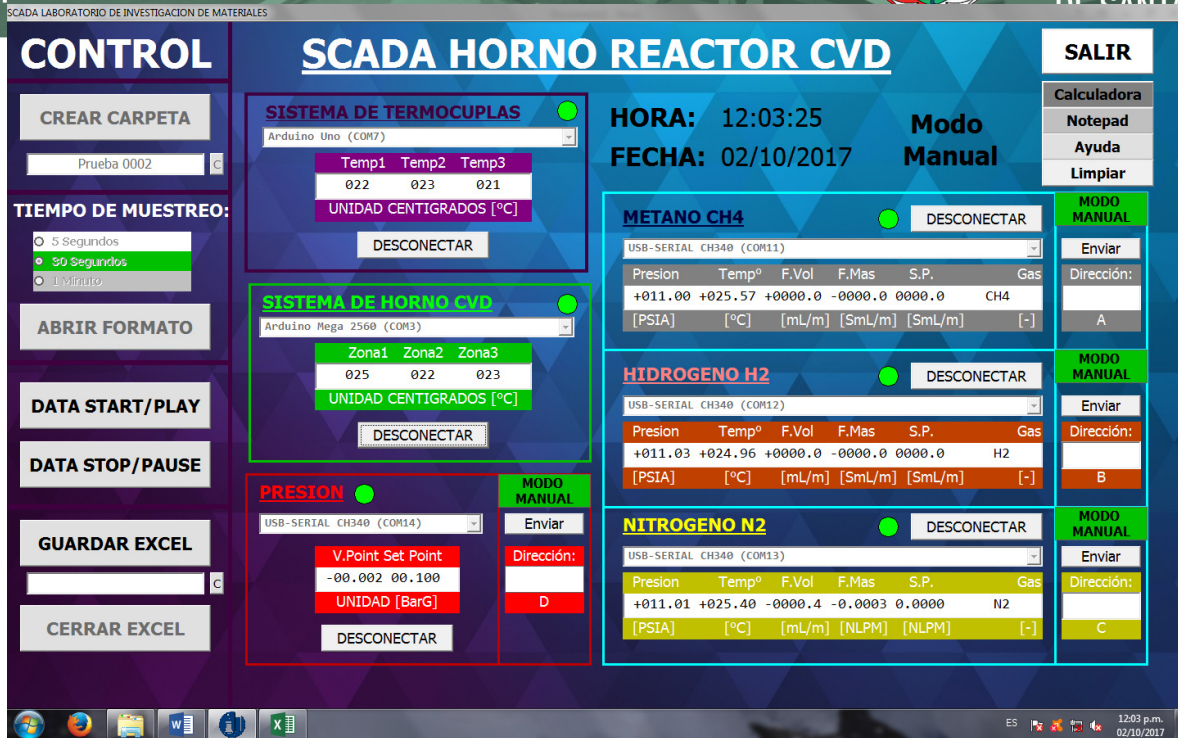 SCADA LABORATORIO DE INVESTIGACION DE MATERIALES
CONTROL
SCADA HORNO REACTOR CVD
SALIR
CREAR CARPETA
Prueba 0002
C
TIEMPO DE MUESTREO:
5 Segundos
30 Segundos
1 Minuto
ABRIR FORMATO
DATA START/PLAY
DATA STOP/PAUSE
GUARDAR EXCEL
C
CERRAR EXCEL
SISTEMA DE TERMOCUPLAS
Arduino Uno (COM7)
Temp1 Temp2 Temp3
022 023 021
UNIDAD CENTIGRADOS [ºC]
DESCONECTAR
SISTEMA DE HORNO CVD
Arduino Mega 2560 (COM3)
Zona1 Zona2 Zona3
025 022 023
UNIDAD CENTIGRADOS [ºC]
DESCONECTAR
PRESION
USB-SERIAL CH340 (COM14)
V.Point Set Point
-00.002 00.100
UNIDAD [BarG]
DESCONECTAR
MODO
MANUAL
Enviar
Dirección:
D
HORA: 12:03:25
FECHA: 02/10/2017
Modo
Manual
Calculadora
Notepad
Ayuda
Limpiar
METANO CH4
DESCONECTAR
USB-SERIAL CH340 (COM11)
Presion Tempº F.Vol F.Mas S.P. Gas
+011.00 +025.57 +0000.0 -0000.0 0000.0 CH4
[PSIA] [ºC] [mL/m] [SmL/m] [SmL/m] [-]
MODO
MANUAL
Enviar
Dirección:
A
HIDROGENO H2
DESCONECTAR
USB-SERIAL CH340 (COM12)
Presion Tempº F.Vol F.Mas S.P. Gas
+011.03 +024.96 +0000.0 -0000.0 0000.0 H2
[PSIA] [ºC] [mL/m] [SmL/m] [SmL/m] [-]
MODO
MANUAL
Enviar
Dirección:
B
NITROGENO N2
DESCONECTAR
USB-SERIAL CH340 (COM13)
Presion Tempº F.Vol F.Mas S.P. Gas
+011.01 +025.40 -0000.4 -0.0003 0.0000 N2
[PSIA] [ºC] [mL/m] [NLPM] [NLPM] [-]
MODO
MANUAL
Enviar
Dirección:
C
ES
12:03 p.m.
02/10/2017